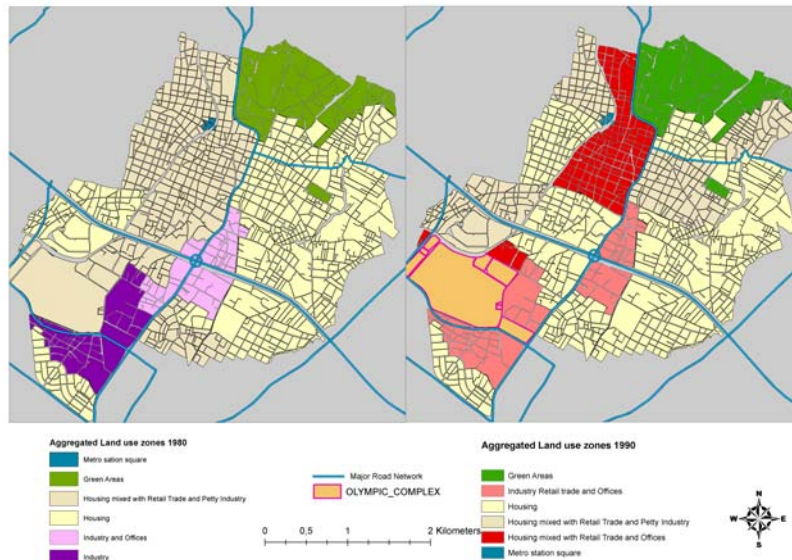 Aggregated Land use zones 1980
Metro sation square
Green Areas
Housing mixed with Retail Trade and Petty Industry
Housing
Industry and Offices
Industry
Major Road Network
OLYMPIC_COMPLEX
0 0,5 1 2 Kilometers
Aggregated Land use zones 1990
Green Areas
Industry Retail trade and Offices
Housing
Housing mixed with Retail Trade and Petty Industry
Housing mixed with Retail Trade and Offices
Metro station square
N
W E
S